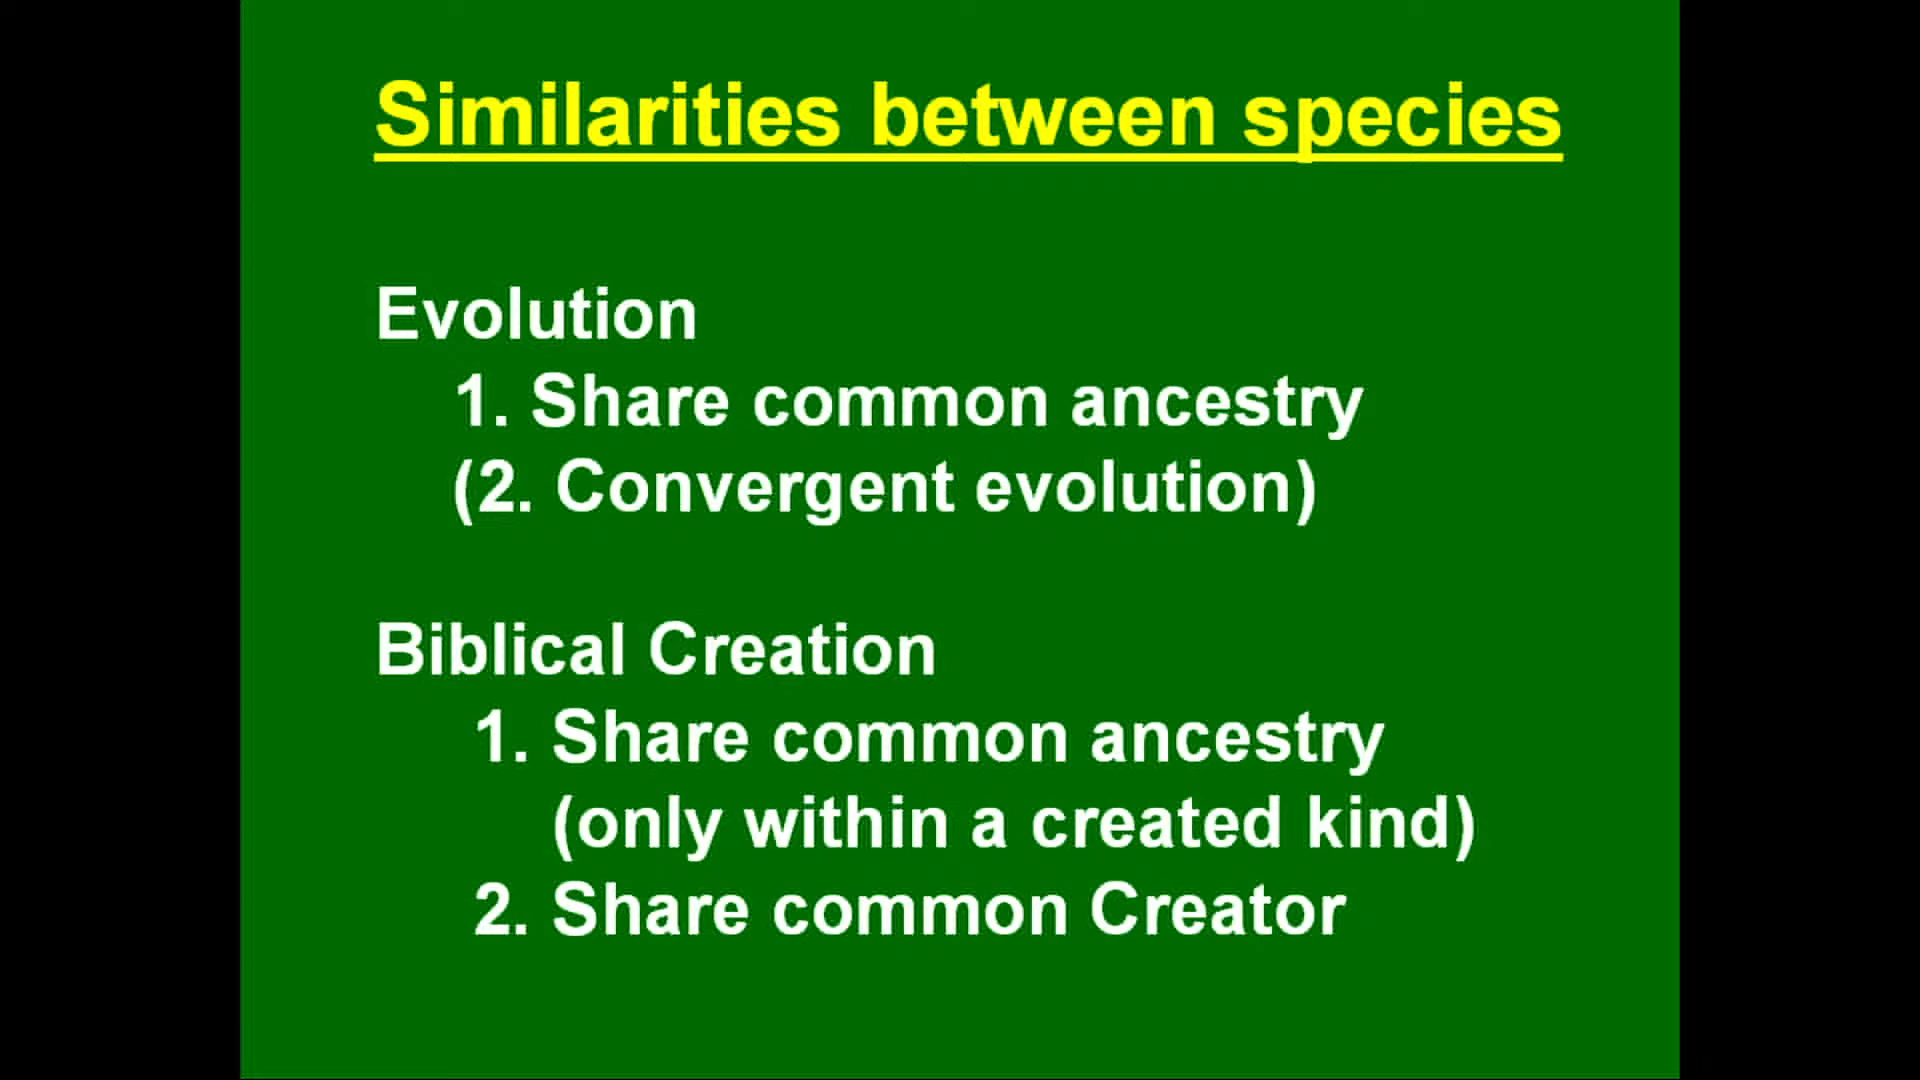 Similarities between species
Evolution
1. Share common ancestry
(2. Convergent evolution)
Biblical Creation
1. Share common ancestry
(only within a created kind)
2. Share common Creator